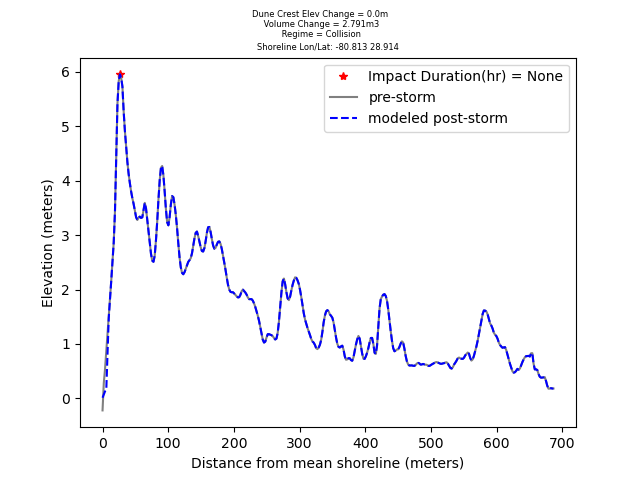 Dune Crest Elev Change = 0.0m
Volume Change = 2.791m3
Regime = Collision
Shoreline Lon/Lat: -80.813 28.914
Impact Duration(hr) = None
pre-storm
modeled post-storm
Elevation (meters)
6
5
4
3
2
1
0
0 100 200 300 400 500 600 700
Distance from mean shoreline (meters)